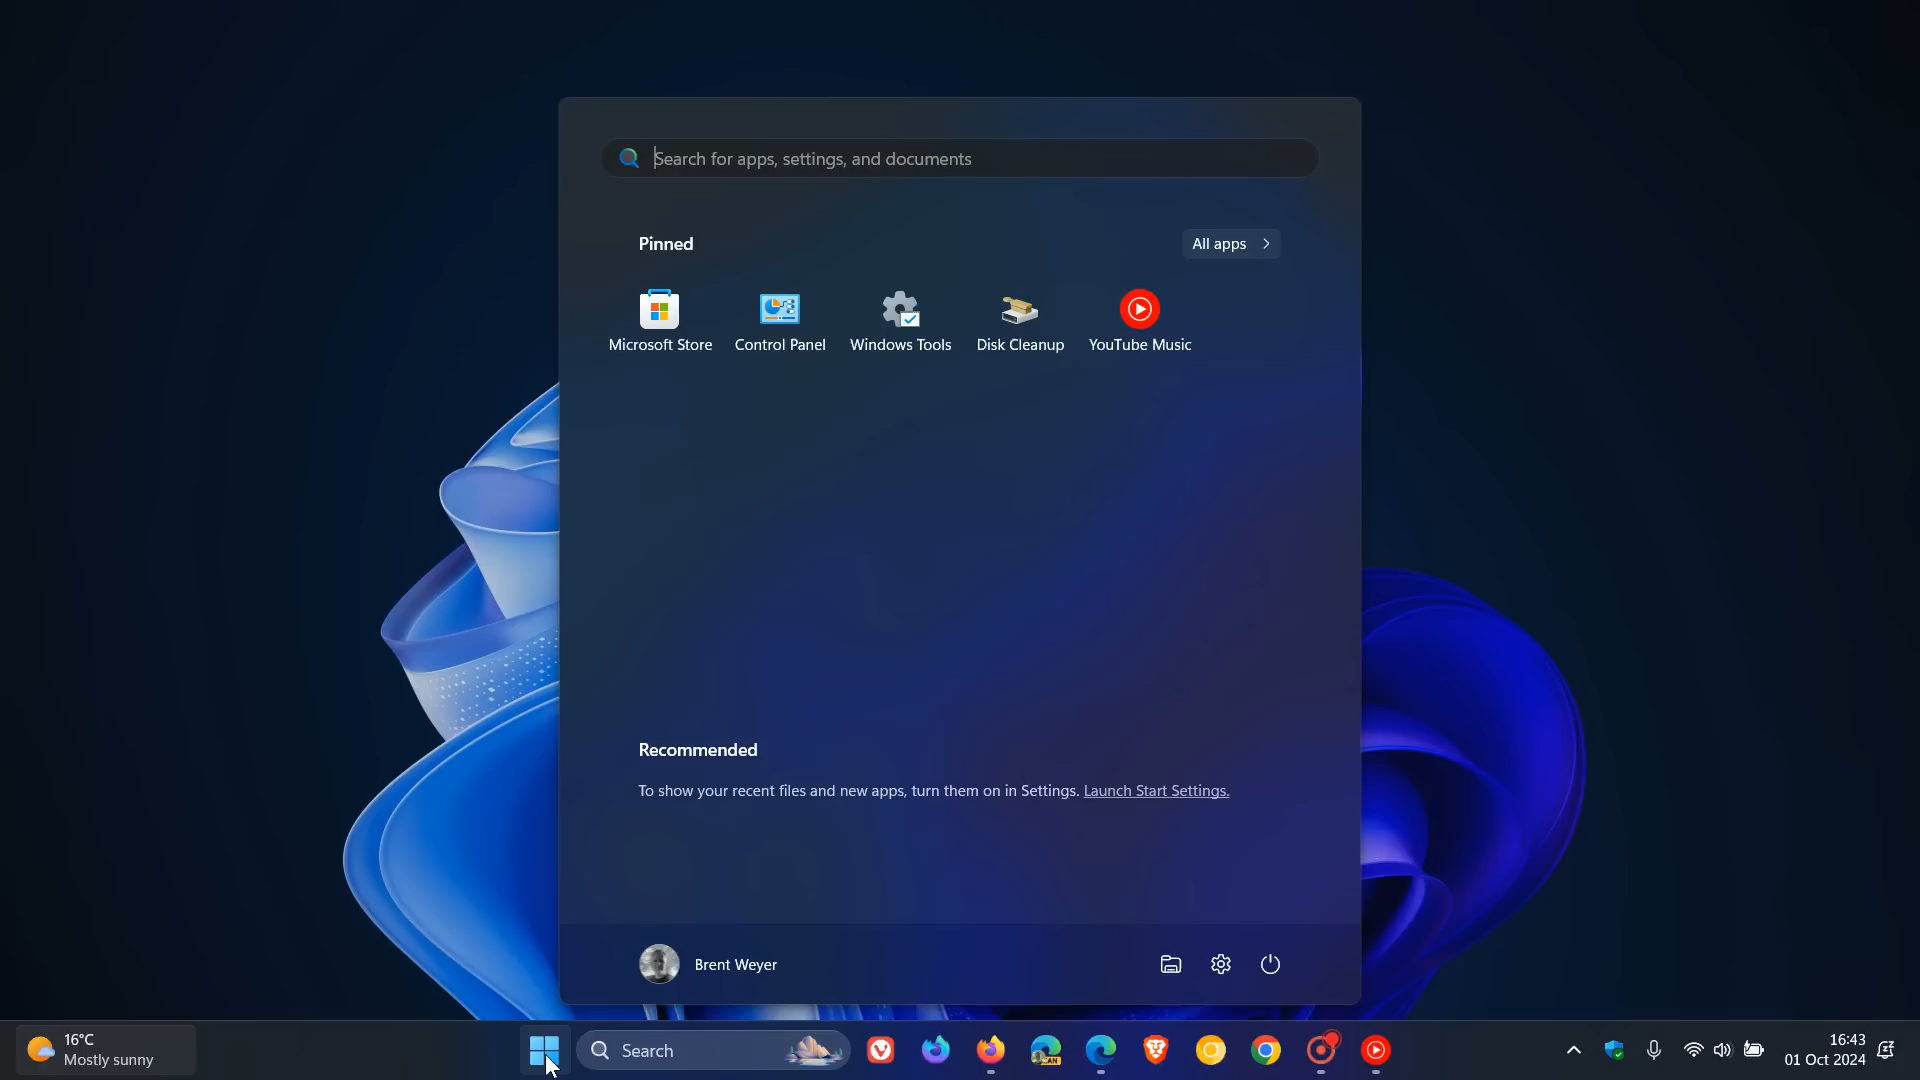 Search for apps, settings, and documents
Pinned
All apps
Microsoft Store
Control Panel
Windows Tools
Disk Cleanup
YouTube Music
Recommended
To show your recent files and new apps, turn them on in Settings. Launch Start Settings.
Brent Weyer
16°C
Mostly sunny
Search
CAN
16:43
01 Oct 2024